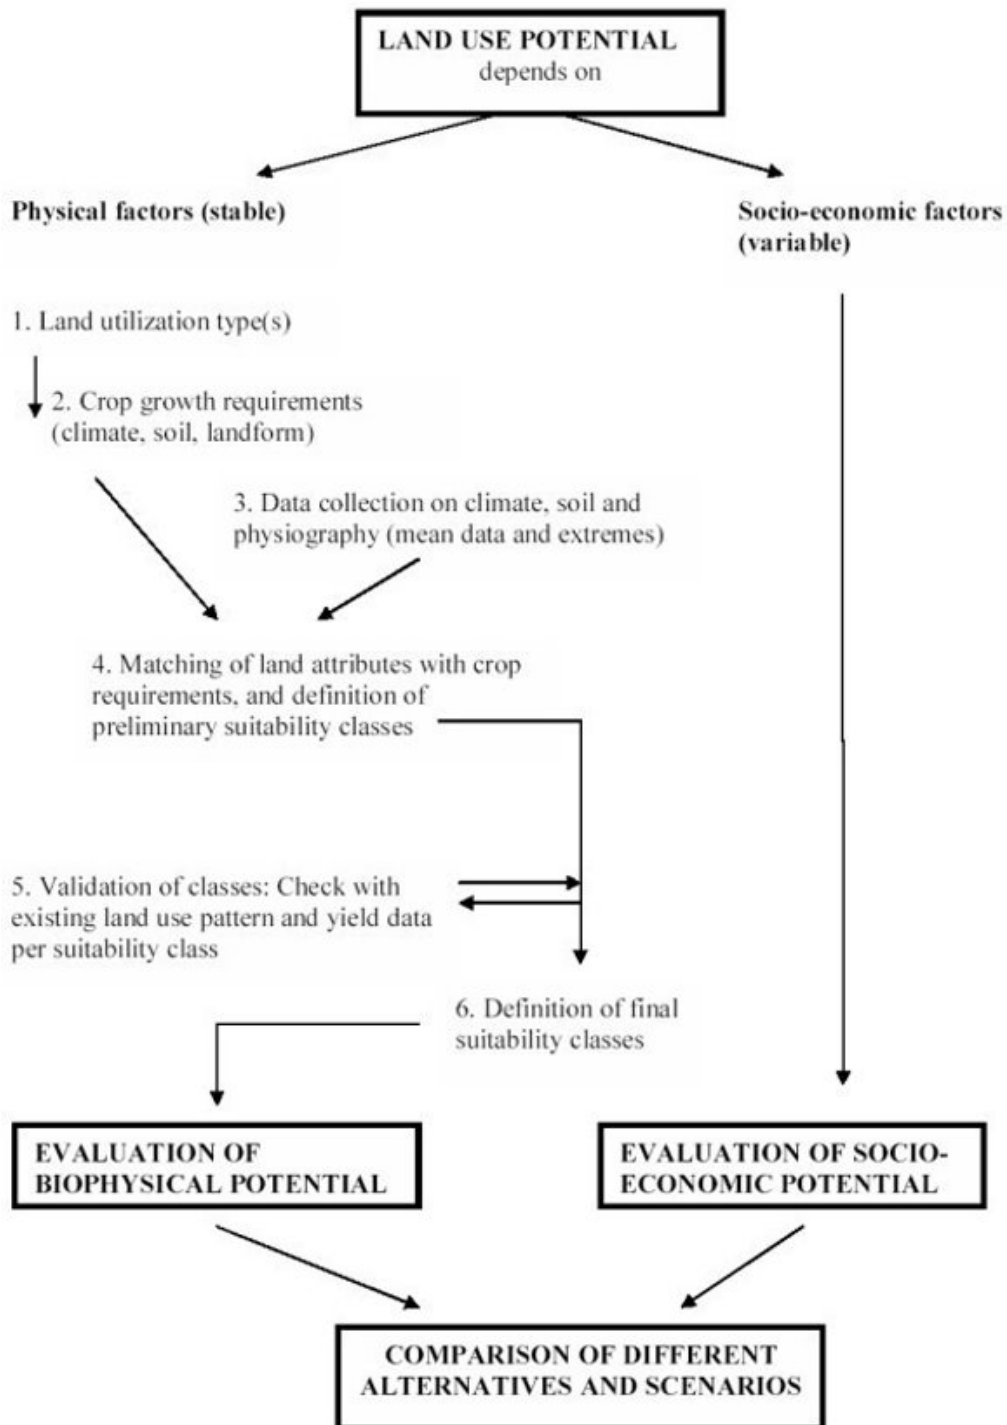 LAND USE POTENTIAL
depends on
Physical factors (stable)
Socio-economic factors
(variable)
1. Land utilization type(s)
2. Crop growth requirements
(climate, soil, landform)
3. Data collection on climate, soil and
physiography (mean data and extremes)
4. Matching of land attributes with crop
requirements, and definition of
preliminary suitability classes
5. Validation of classes: Check with
existing land use pattern and yield data
per suitability class
6. Definition of final
suitability classes
EVALUATION OF
BIOPHYSICAL POTENTIAL
EVALUATION OF SOCIO-
ECONOMIC POTENTIAL
COMPARISON OF DIFFERENT
ALTERNATIVES AND SCENARIOS